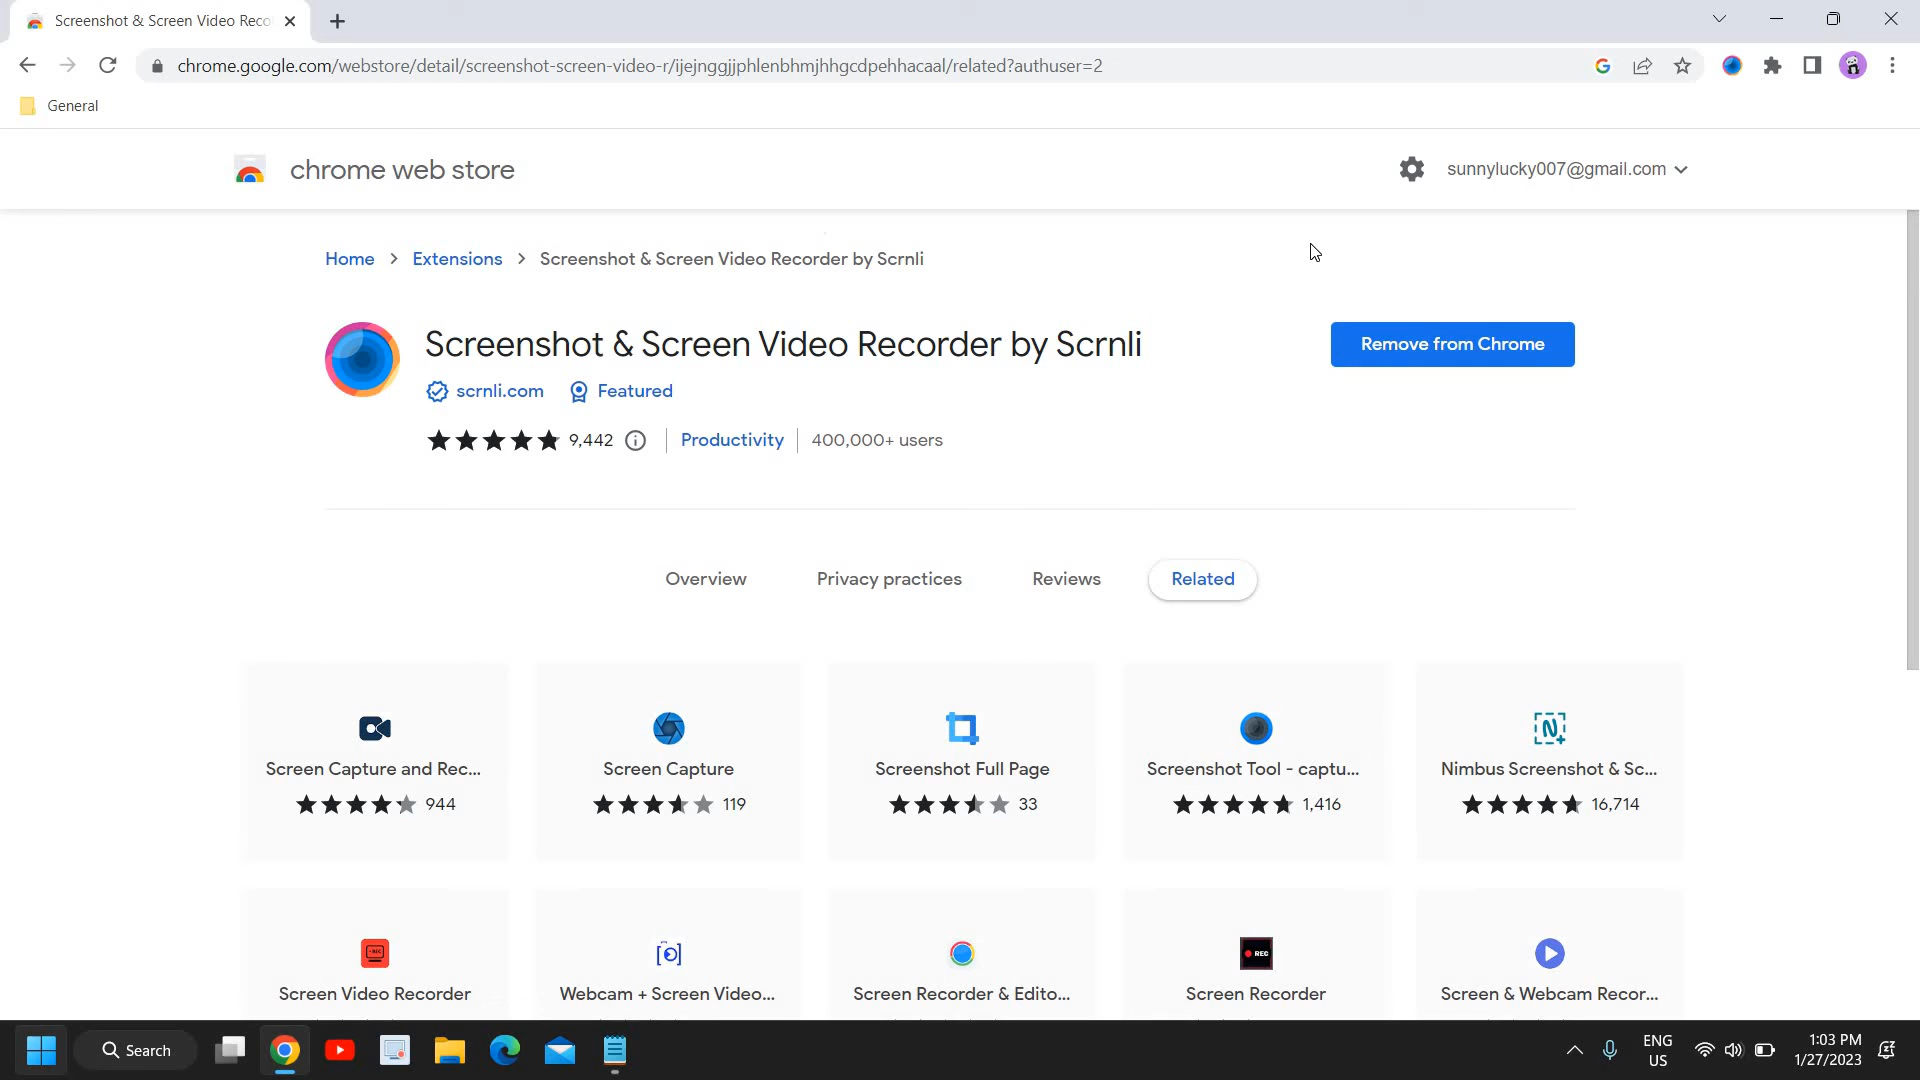 Screenshot & Screen Video Reco
chrome.google.com/webstore/detail/screenshot-screen-video-r/ijejnggjjphlenbhmjhhgcdpehhacaal/related?authuser=2
General
chrome web store
sunnylucky007@gmail.com
Home > Extensions > Screenshot & Screen Video Recorder by Scrnli
Screenshot & Screen Video Recorder by Scrnli
Remove from Chrome
scrnli.com Featured
9,442 Productivity 400,000+ users
Overview Privacy practices Reviews Related
Screen Capture and Rec... Screen Capture Screenshot Full Page Screenshot Tool - captu... Nimbus Screenshot & Sc...
944 119 33 1,416 16,714
REC
Screen Video Recorder Webcam + Screen Video... Screen Recorder & Edito... Screen Recorder Screen & Webcam Recor...
Search
ENG
US
1:03 PM
1/27/2023